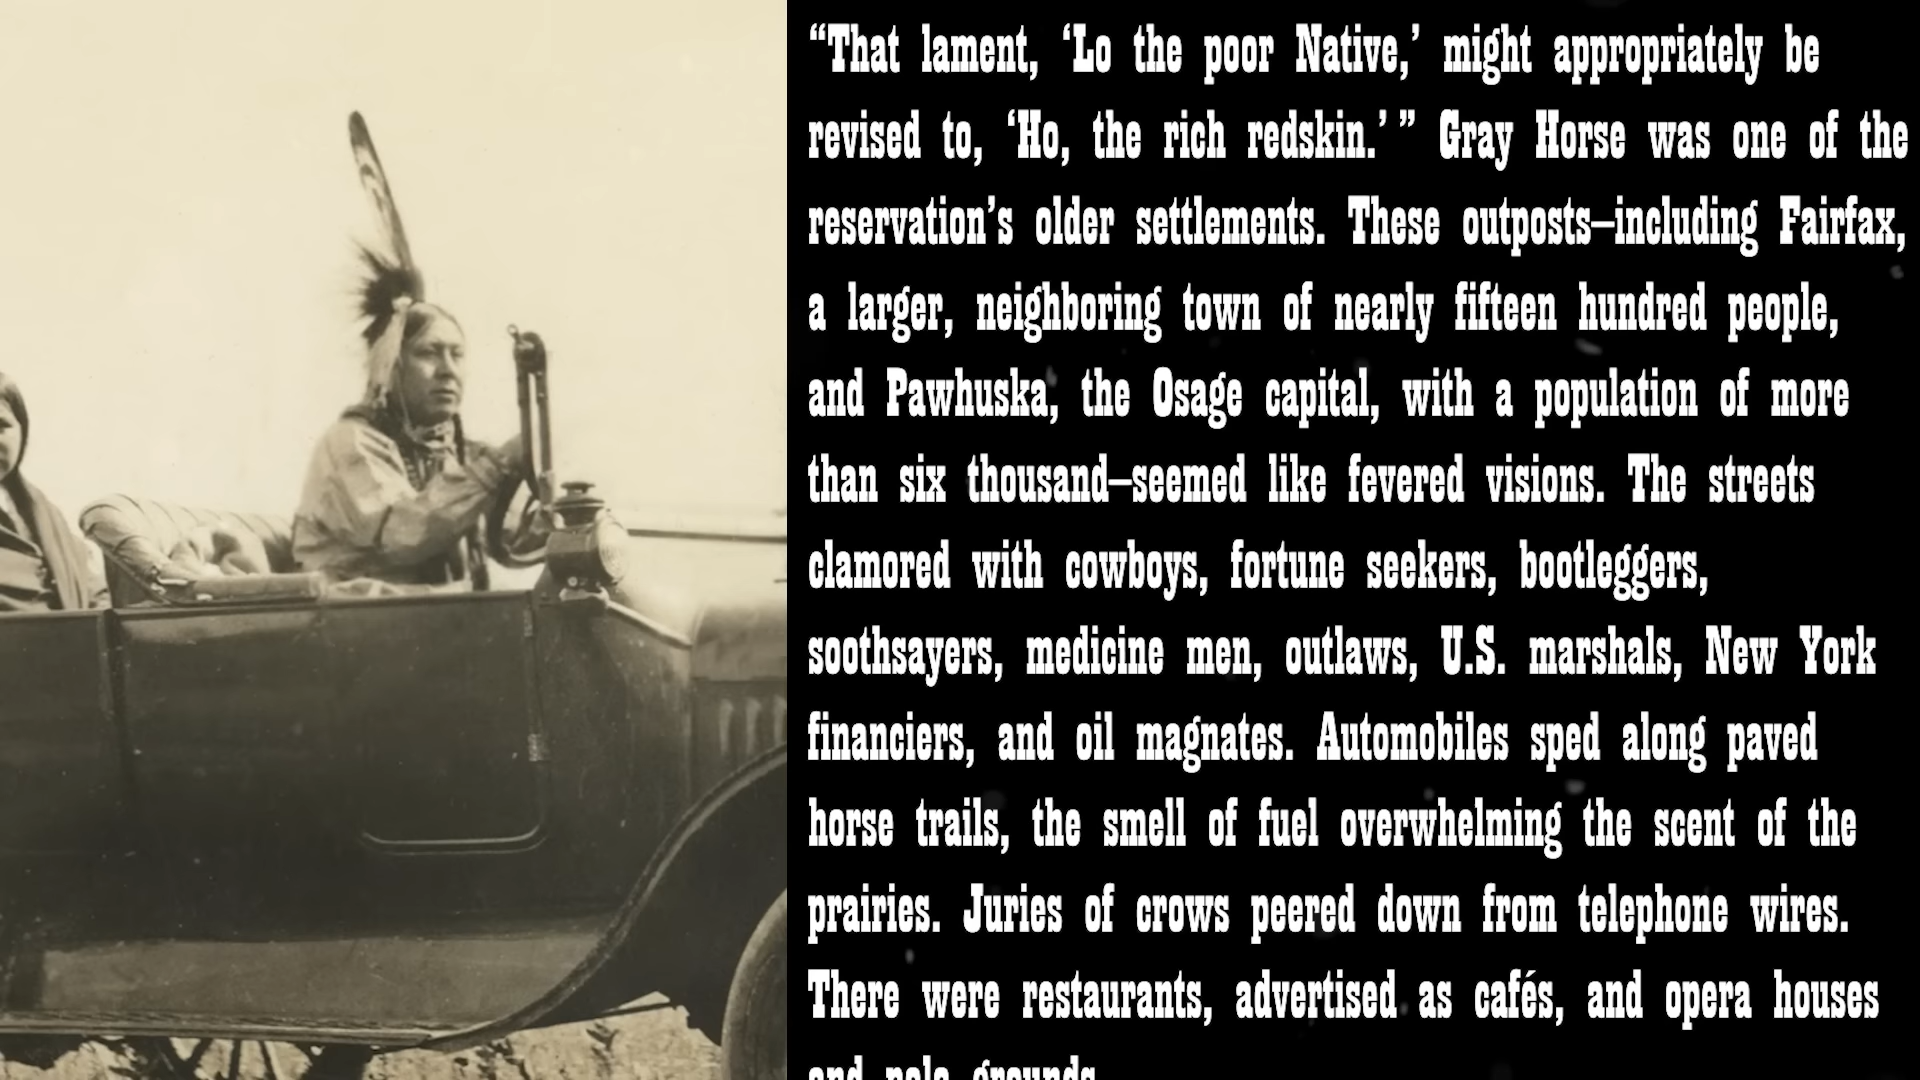 “That lament, ‘Lo the poor Native,’ might appropriately be
revised to, ‘Ho, the rich redskin.’ ” Gray Horse was one of the
reservation’s older settlements. These outposts—including Fairfax,
a larger, neighboring town of nearly fifteen hundred people,
and Pawhuska, the Osage capital, with a population of more
than six thousand—seemed like fevered visions. The streets
clamored with cowboys, fortune seekers, bootleggers,
soothsayers, medicine men, outlaws, U.S. marshals, New York
financiers, and oil magnates. Automobiles sped along paved
horse trails, the smell of fuel overwhelming the scent of the
prairies. Juries of crows peered down from telephone wires.
There were restaurants, advertised as cafés, and opera houses
and polo grounds.